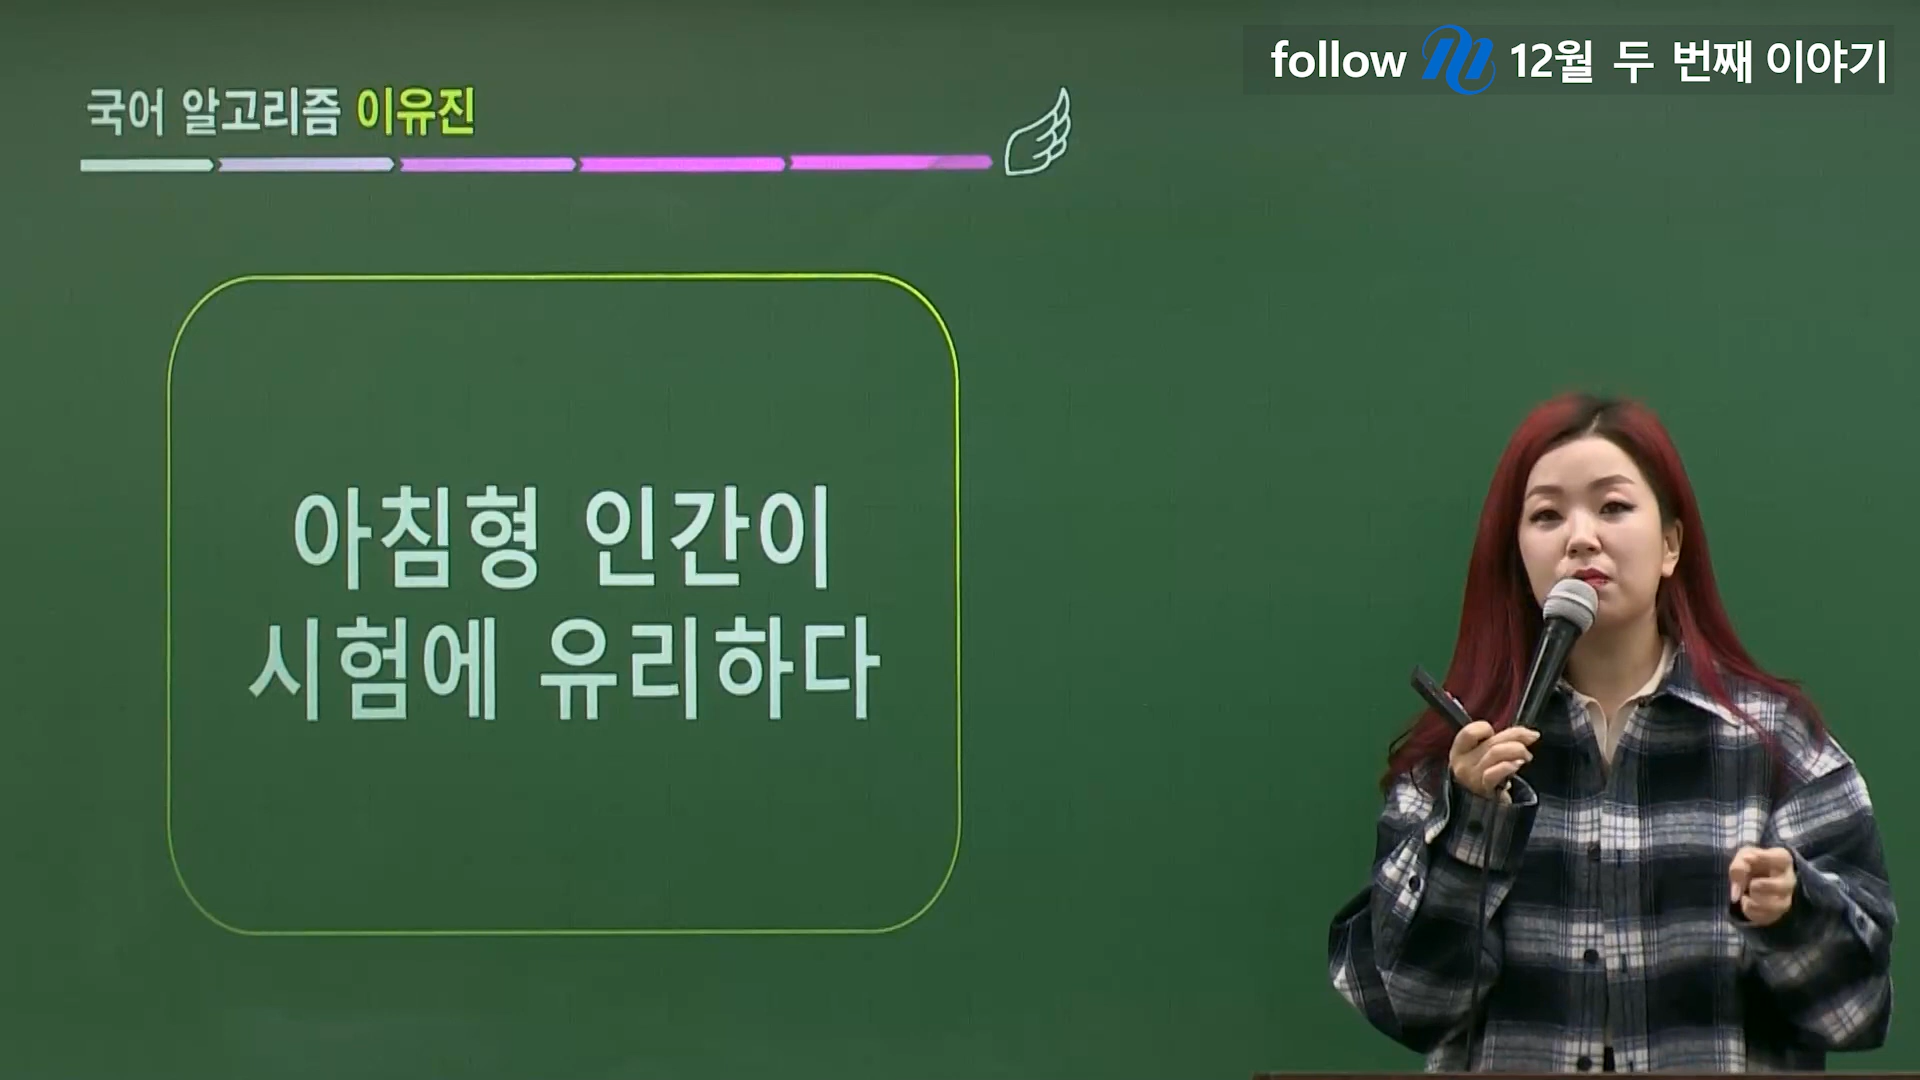 follow 12월 두 번째 이야기
국어 알고리즘 이유진
아침형 인간이
시험에 유리하다